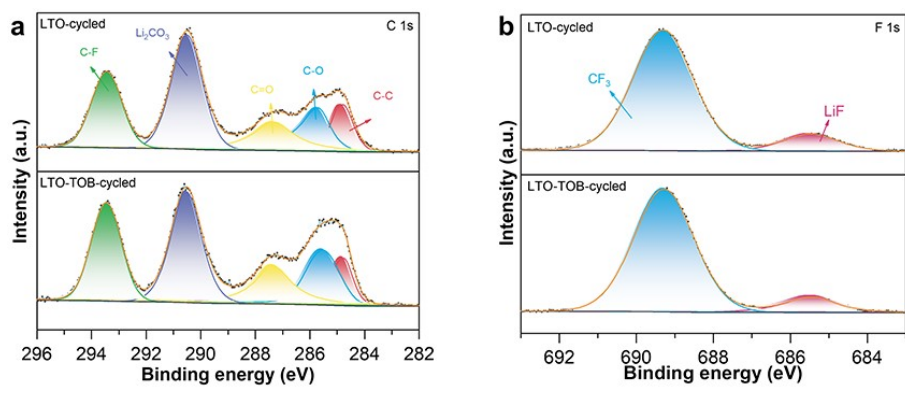 a
LTO-cycled
C 1s
C-F
Li₂CO₃
C=O
C-O
C-C
LTO-TOB-cycled
Intensity (a.u.)
296 294 292 290 288 286 284 282
Binding energy (eV)
b
LTO-cycled
F 1s
CF₃
LiF
LTO-TOB-cycled
Intensity (a.u.)
692 690 688 686 684
Binding energy (eV)